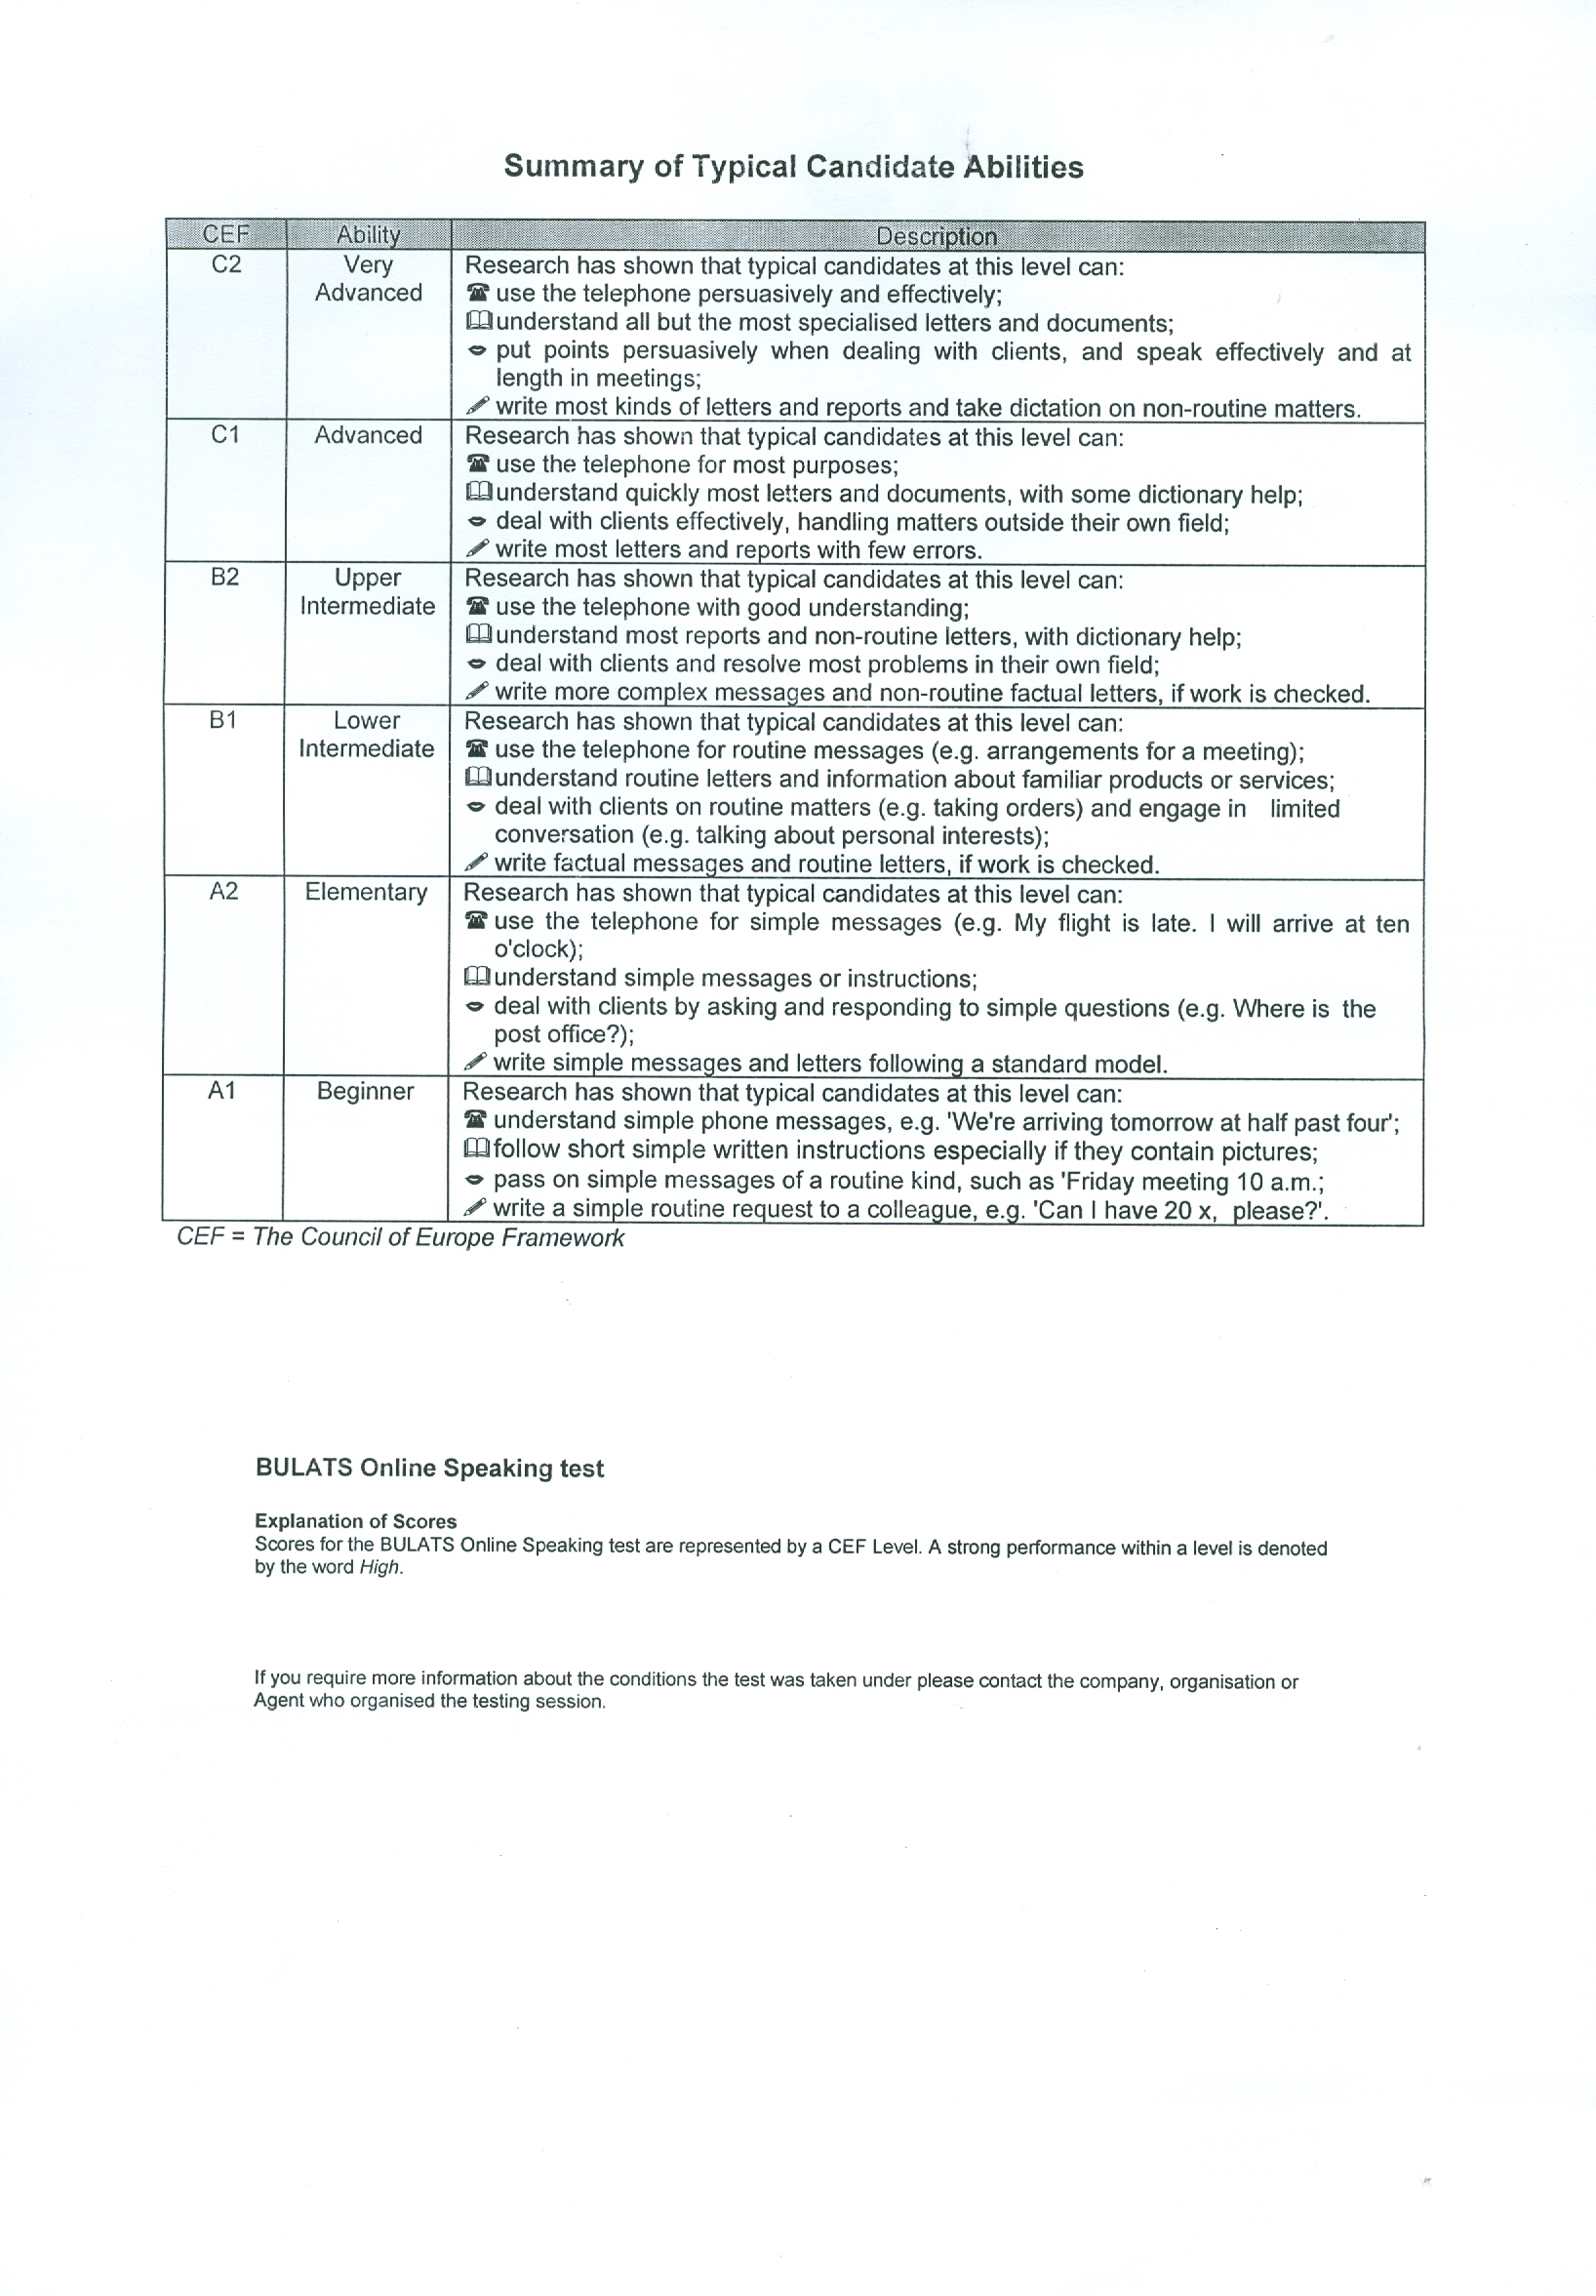 Summary of Typical Candidate Abilities
CEF Ability Description
C2 Very Advanced
Research has shown that typical candidates at this level can:
☎ use the telephone persuasively and effectively;
🕮 understand all but the most specialised letters and documents;
put points persuasively when dealing with clients, and speak effectively and at
length in meetings;
✎ write most kinds of letters and reports and take dictation on non-routine matters.
C1 Advanced
Research has shown that typical candidates at this level can:
☎ use the telephone for most purposes;
🕮 understand quickly most letters and documents, with some dictionary help;
deal with clients effectively, handling matters outside their own field;
✎ write most letters and reports with few errors.
B2 Upper Intermediate
Research has shown that typical candidates at this level can:
☎ use the telephone with good understanding;
🕮 understand most reports and non-routine letters, with dictionary help;
deal with clients and resolve most problems in their own field;
✎ write more complex messages and non-routine factual letters, if work is checked.
B1 Lower Intermediate
Research has shown that typical candidates at this level can:
☎ use the telephone for routine messages (e.g. arrangements for a meeting);
🕮 understand routine letters and information about familiar products or services;
deal with clients on routine matters (e.g. taking orders) and engage in limited
conversation (e.g. talking about personal interests);
✎ write factual messages and routine letters, if work is checked.
A2 Elementary
Research has shown that typical candidates at this level can:
☎ use the telephone for simple messages (e.g. My flight is late. I will arrive at ten
o'clock);
🕮 understand simple messages or instructions;
deal with clients by asking and responding to simple questions (e.g. Where is the
post office?);
✎ write simple messages and letters following a standard model.
A1 Beginner
Research has shown that typical candidates at this level can:
☎ understand simple phone messages, e.g. 'We're arriving tomorrow at half past four';
🕮 follow short simple written instructions especially if they contain pictures;
pass on simple messages of a routine kind, such as 'Friday meeting 10 a.m.;
✎ write a simple routine request to a colleague, e.g. 'Can I have 20 x, please?'.
CEF = The Council of Europe Framework
BULATS Online Speaking test
Explanation of Scores
Scores for the BULATS Online Speaking test are represented by a CEF Level. A strong performance within a level is denoted
by the word High.
If you require more information about the conditions the test was taken under please contact the company, organisation or
Agent who organised the testing session.